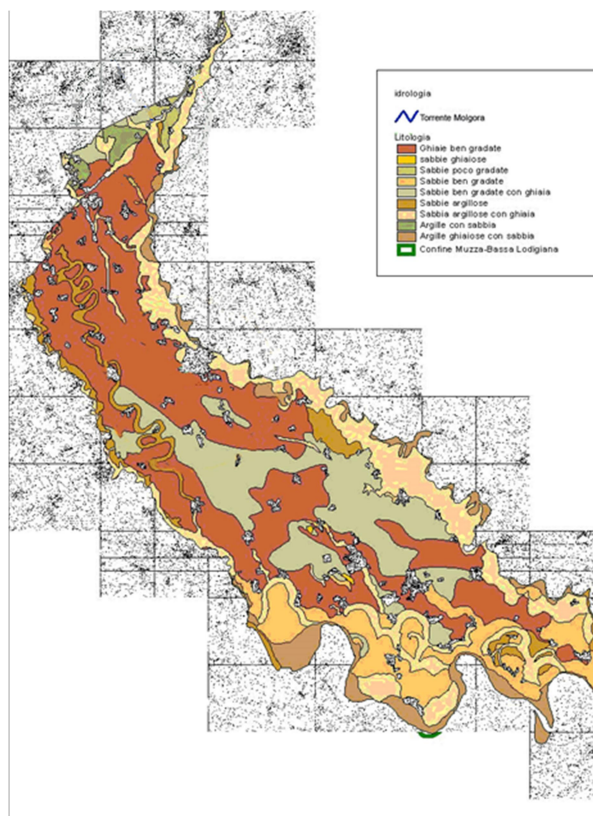 idrologia
Torrente Molgora
Litologia
Ghiaie ben gradate
sabbie ghiaiose
Sabbie poco gradate
Sabbie ben gradate
Sabbie ben gradate con ghiaia
Sabbie argillose
Sabbia argillose con ghiaia
Argille con sabbia
Argille ghiaiose con sabbia
Confine Muzza-Bassa Lodigiana